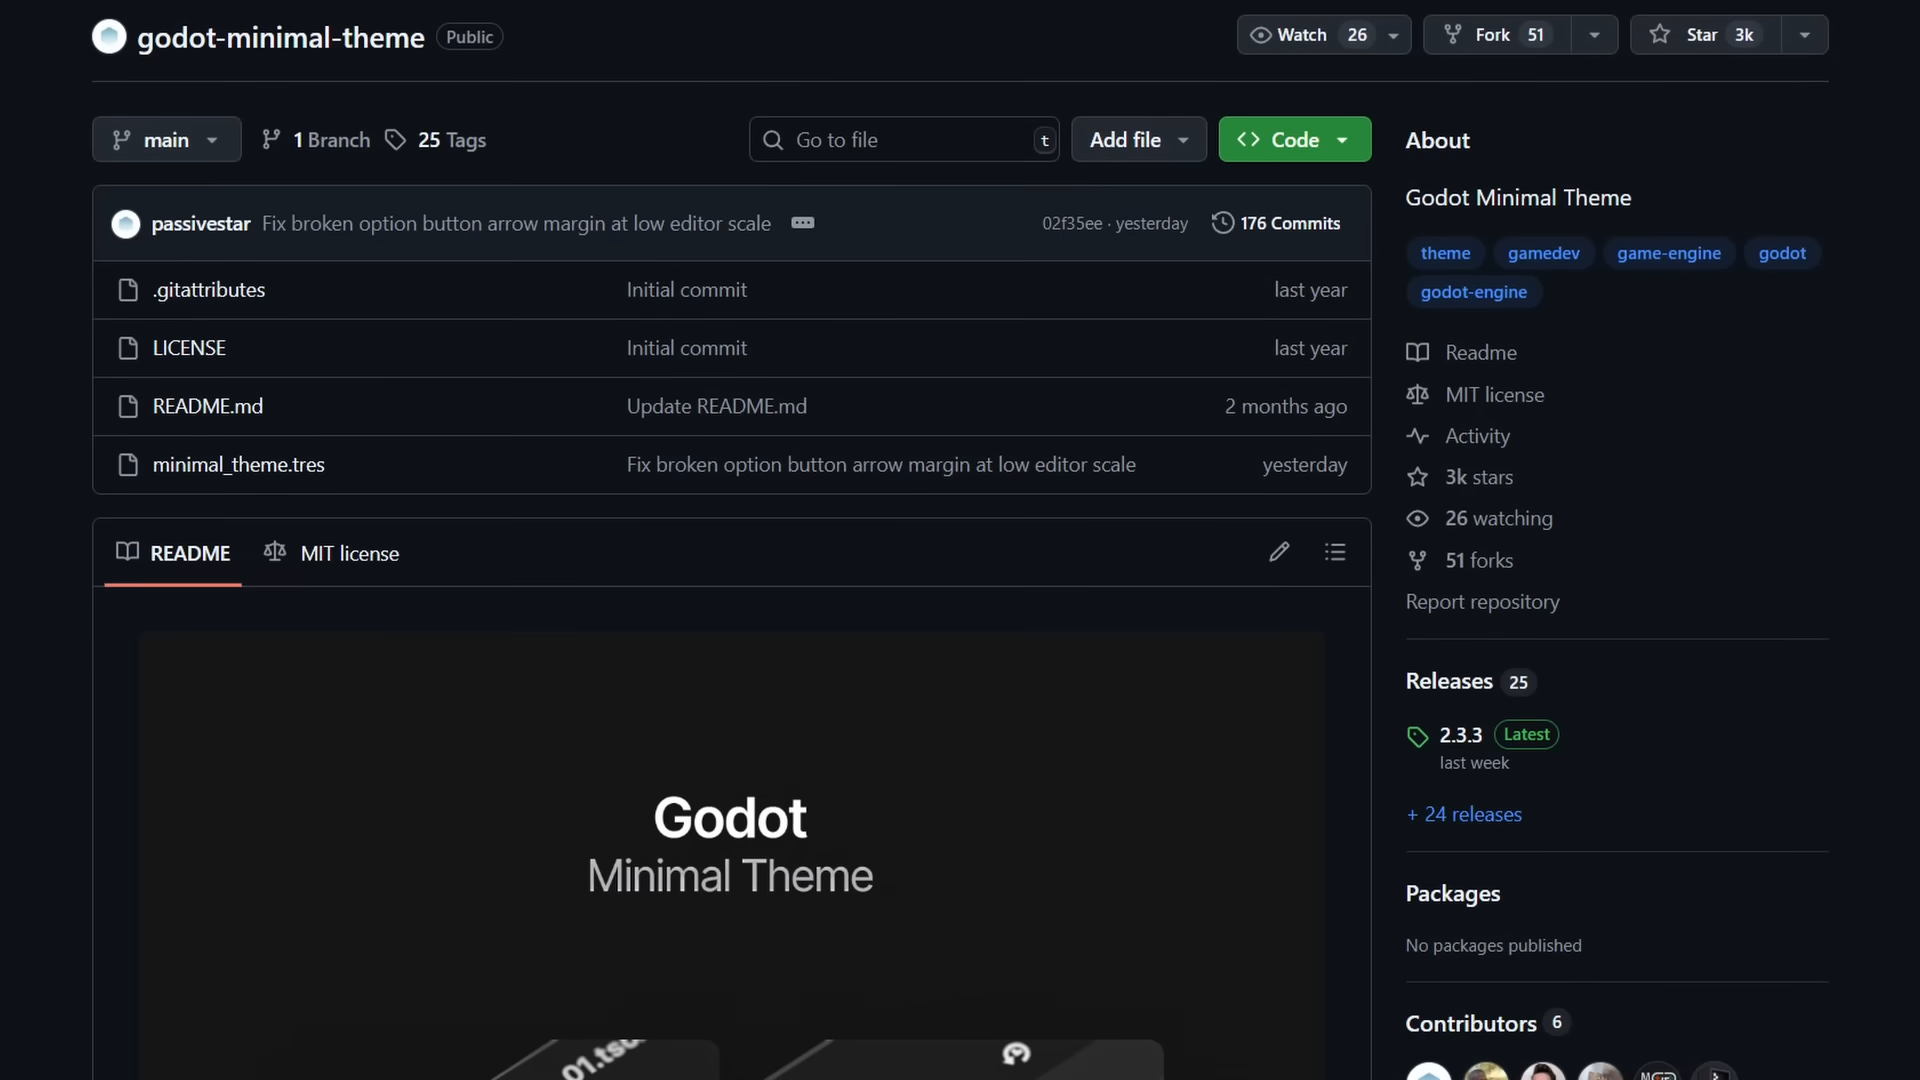 godot-minimal-theme Public
Watch 26
Fork 51
Star 3k
main
1 Branch
25 Tags
Go to file t
Add file
Code
passivestar Fix broken option button arrow margin at low editor scale
02f35ee · yesterday
176 Commits
.gitattributes Initial commit last year
LICENSE Initial commit last year
README.md Update README.md 2 months ago
minimal_theme.tres Fix broken option button arrow margin at low editor scale yesterday
README
MIT license
Godot
Minimal Theme
01.tsc
About
Godot Minimal Theme
theme gamedev game-engine godot
godot-engine
Readme
MIT license
Activity
3k stars
26 watching
51 forks
Report repository
Releases 25
2.3.3 Latest
last week
+ 24 releases
Packages
No packages published
Contributors 6